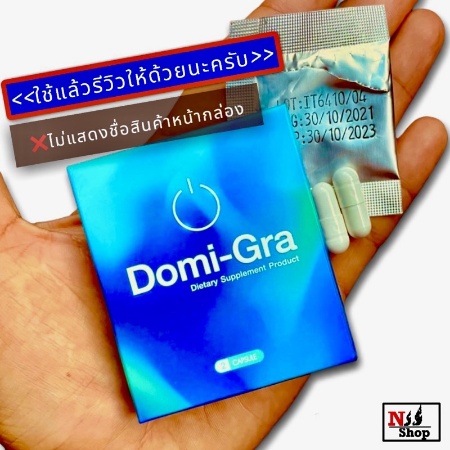 <<ใช้แล้วรีวิวให้ด้วยนะครับ>>
❌ไม่แสดงชื่อสินค้าหน้ากล่อง
LOT:IT6410/04
G:30/10/2021
P:30/10/2023
Domi-Gra
Dietary Supplement Product
CAPSULE
N
Shop